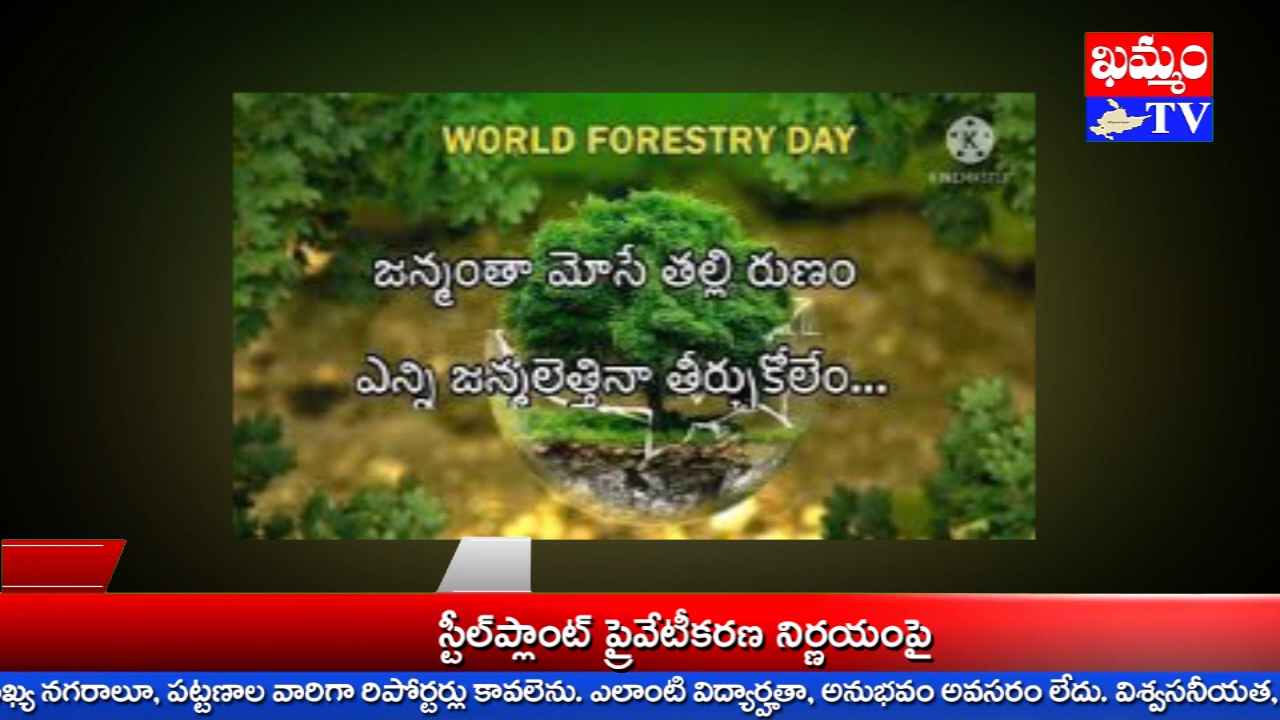 ఖమ్మం
TV
WORLD FORESTRY DAY
KINEMASTER
జన్మంతా మోసే తల్లి రుణం
ఎన్ని జన్మలెత్తినా తీర్చుకోలేం...
స్టీల్‌ప్లాంట్ ప్రైవేటీకరణ నిర్ణయంపై
ఖ్య నగరాలూ, పట్టణాల వారిగా రిపోర్టర్లు కావలెను. ఎలాంటి విద్యార్హతా, అనుభవం అవసరం లేదు. విశ్వసనీయత,